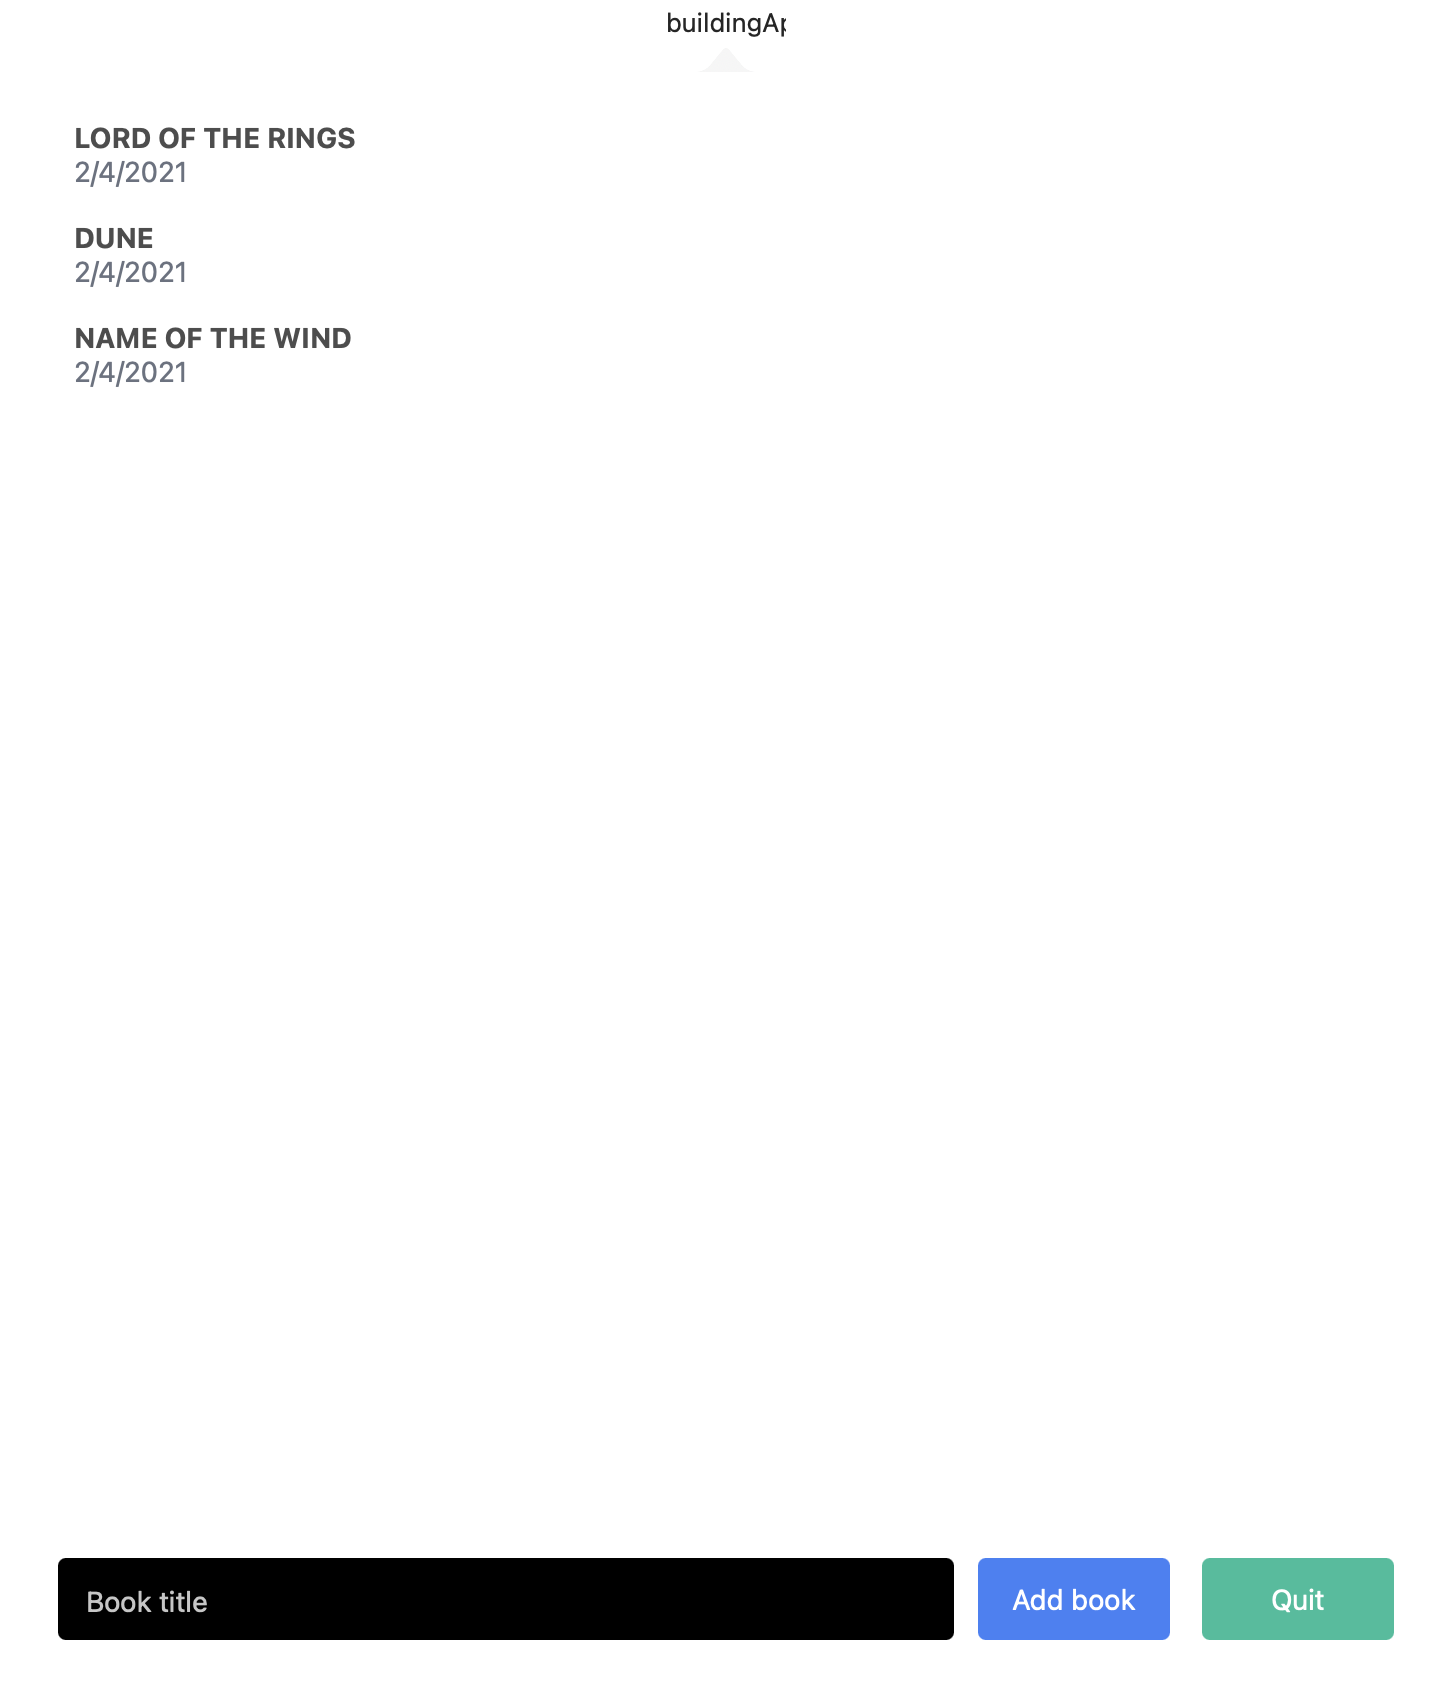 buildingAp
LORD OF THE RINGS
2/4/2021
DUNE
2/4/2021
NAME OF THE WIND
2/4/2021
Book title
Add book
Quit